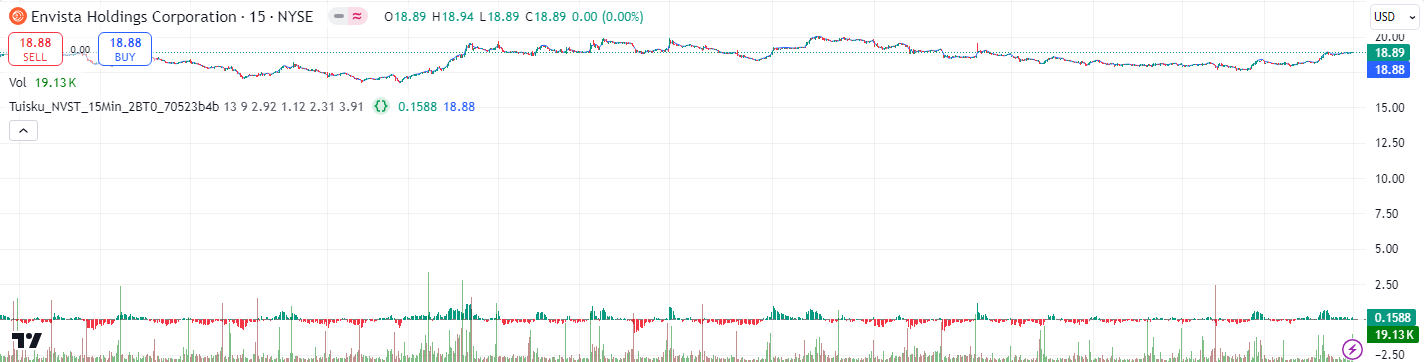 Envista Holdings Corporation · 15 · NYSE O18.89 H18.94 L18.89 C18.89 0.00 (0.00%)
USD
18.88 SELL
0.00
18.88 BUY
Vol 19.13 K
Tuisku_NVST_15Min_2BT0_70523b4b 13 9 2.92 1.12 2.31 3.91 {} 0.1588 18.88
20.00
18.89
18.88
15.00
12.50
10.00
7.50
5.00
2.50
0.1588
19.13 K
−2.50